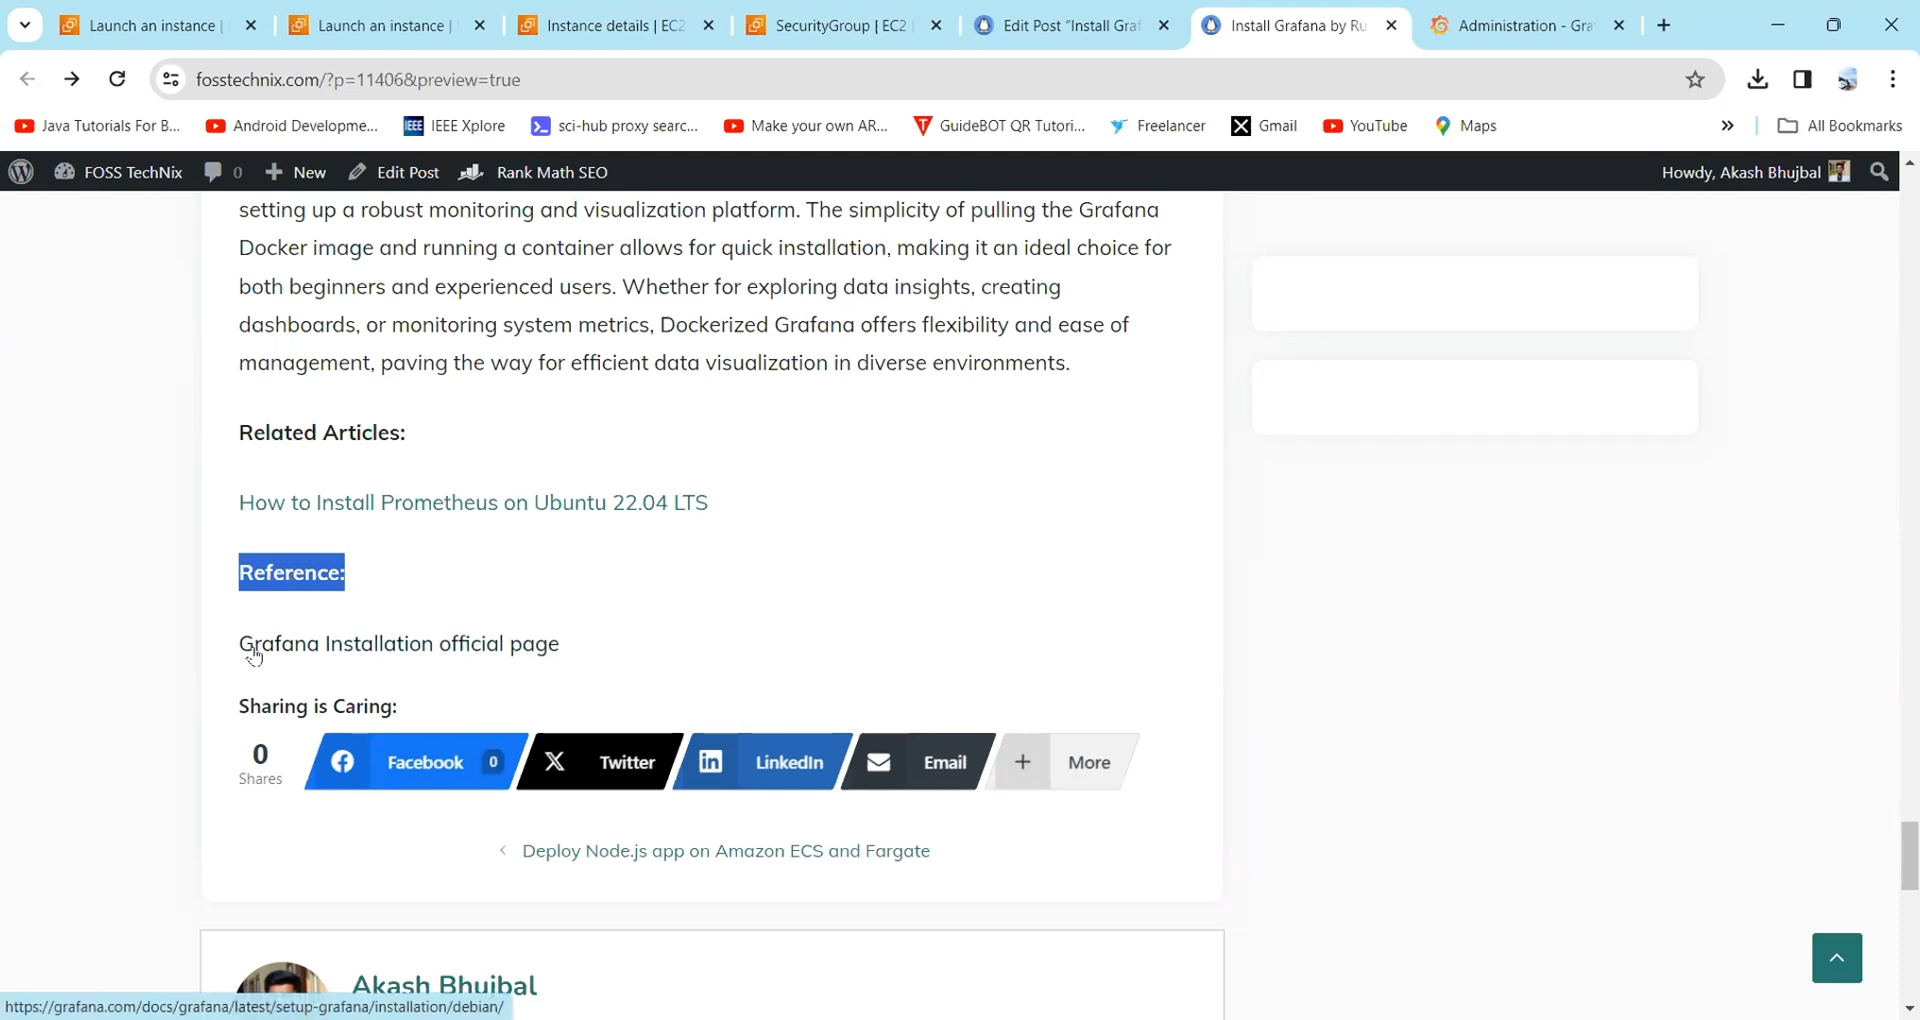 Launch an instance |
Launch an instance |
Instance details | EC2
SecurityGroup | EC2
Edit Post "Install Graf
Install Grafana by Ru
Administration - Gra
fosstechnix.com/?p=11406&preview=true
Java Tutorials For B...
Android Developme...
IEEE
IEEE Xplore
sci-hub proxy searc...
Make your own AR...
GuideBOT QR Tutori...
Freelancer
Gmail
YouTube
Maps
»
All Bookmarks
FOSS TechNix
0
New
Edit Post
Rank Math SEO
Howdy, Akash Bhujbal
setting up a robust monitoring and visualization platform. The simplicity of pulling the Grafana
Docker image and running a container allows for quick installation, making it an ideal choice for
both beginners and experienced users. Whether for exploring data insights, creating
dashboards, or monitoring system metrics, Dockerized Grafana offers flexibility and ease of
management, paving the way for efficient data visualization in diverse environments.
Related Articles:
How to Install Prometheus on Ubuntu 22.04 LTS
Reference:
Grafana Installation official page
Sharing is Caring:
0
Shares
Facebook 0
Twitter
LinkedIn
Email
More
Deploy Node.js app on Amazon ECS and Fargate
Akash Bhujbal
https://grafana.com/docs/grafana/latest/setup-grafana/installation/debian/